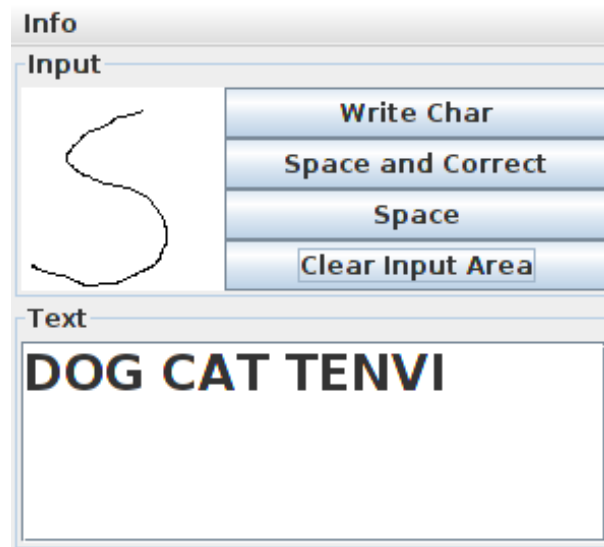 Info
Input
S
Write Char
Space and Correct
Space
Clear Input Area
Text
DOG CAT TENVI